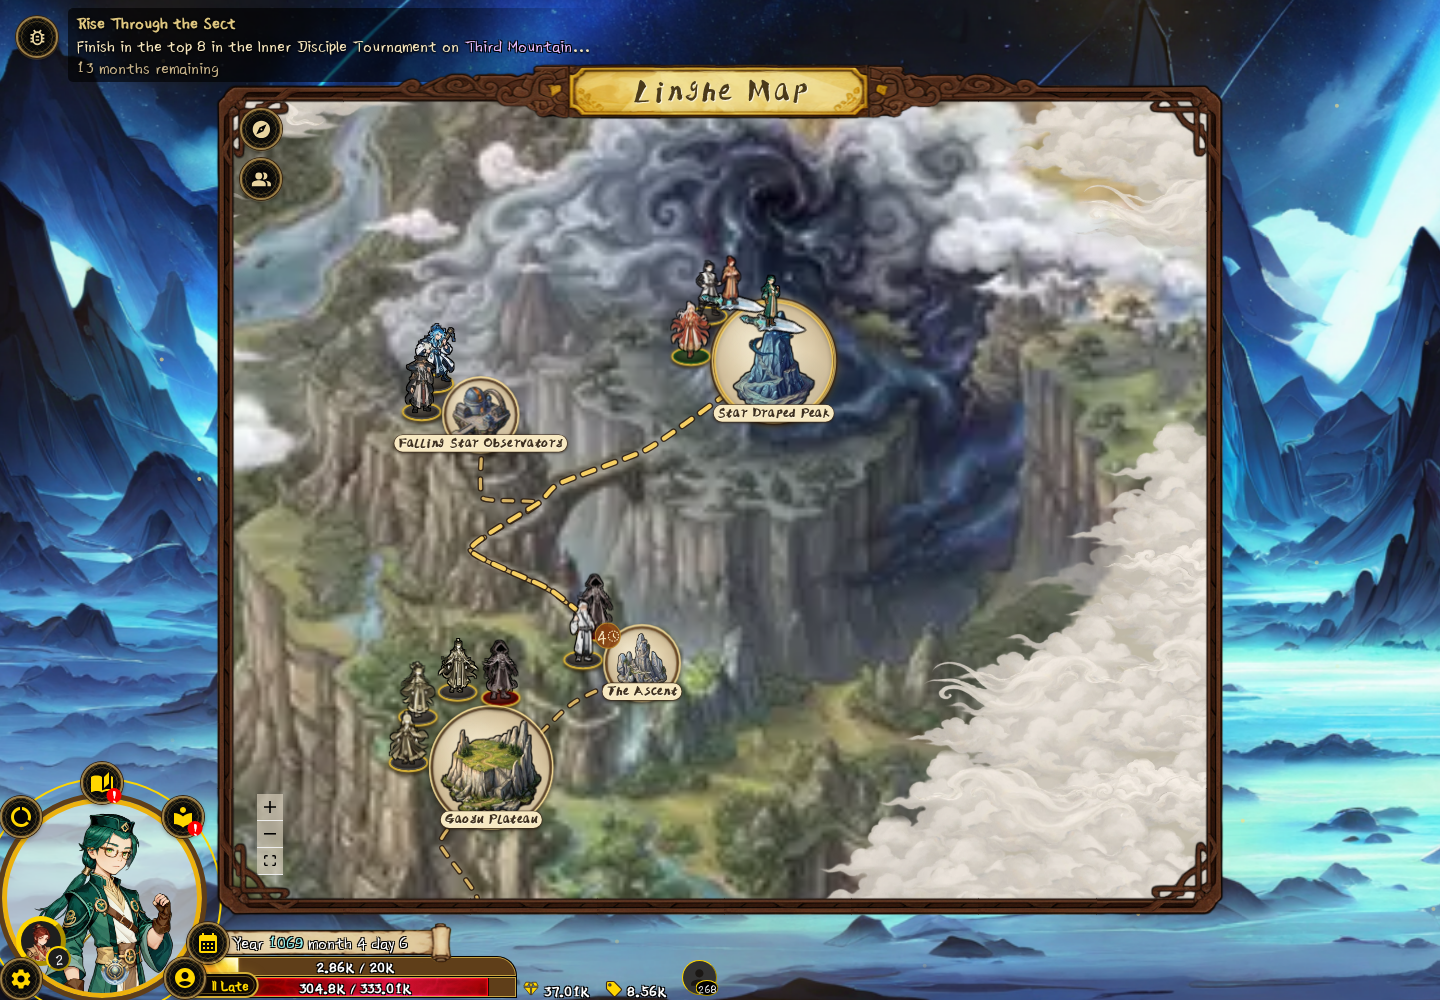 Rise Through the Sect
Finish in the top 8 in the Inner Disciple Tournament on Third Mountain...
13 months remaining
Linghe Map
Star Draped Peak
Falling Star Observatory
4
The Ascent
Gaoyu Plateau
2
Year 1069 month 4 day 6
2.86K / 20K
Late
304.8K / 333.01K
37.01K
8.56K
268